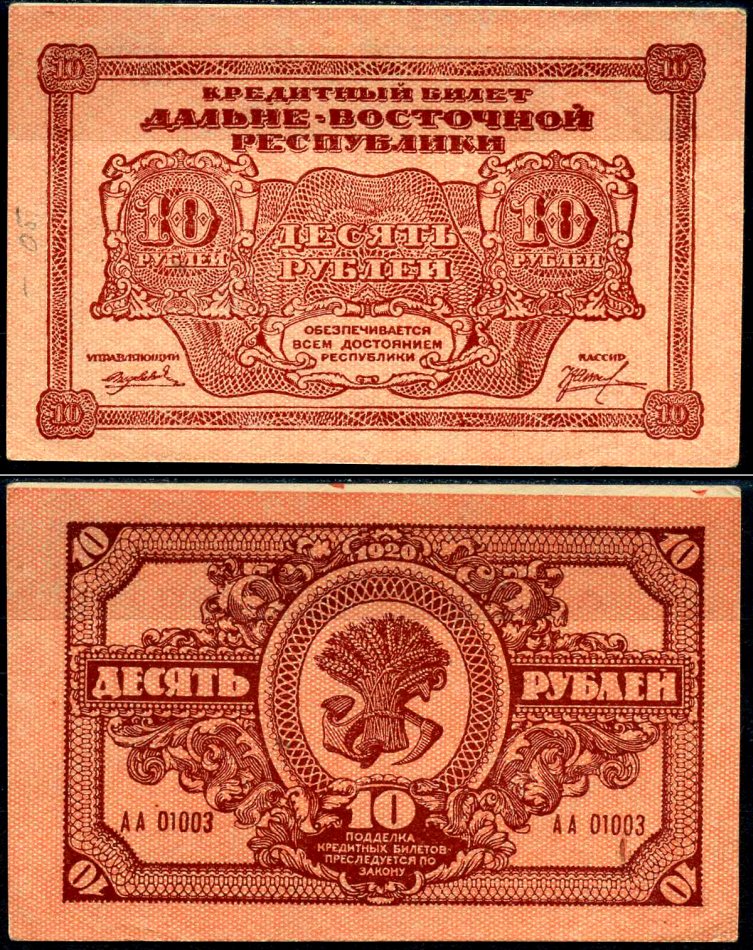 10 10
КРЕДИТНЫЙ БИЛЕТ
ДАЛЬНЕ-ВОСТОЧНОЙ
РЕСПУБЛИКИ
10 10
РУБЛЕЙ РУБЛЕЙ
ДЕСЯТЬ
РУБЛЕЙ
ОБЕЗПЕЧИВАЕТСЯ
ВСЕМ ДОСТОЯНИЕМ
РЕСПУБЛИКИ
УПРАВЛЯЮЩИЙ КАССИР
10 10
- 05
10 1920 10
ДЕСЯТЬ РУБЛЕЙ
10
АА 01003 АА 01003
ПОДДЕЛКА
КРЕДИТНЫХ БИЛЕТОВ
ПРЕСЛЕДУЕТСЯ ПО
ЗАКОНУ
10 10